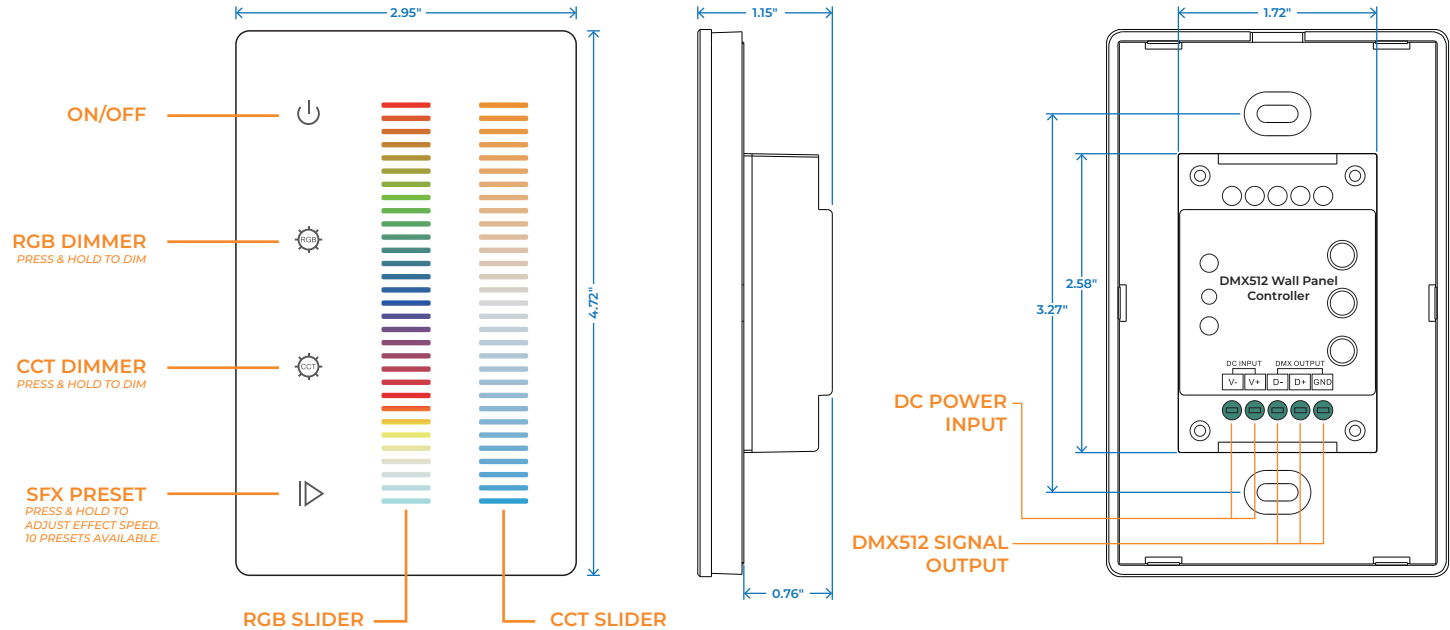 2.95"
1.15"
1.72"
ON/OFF
RGB DIMMER
PRESS & HOLD TO DIM
RGB
CCT DIMMER
PRESS & HOLD TO DIM
CCT
SFX PRESET
PRESS & HOLD TO
ADJUST EFFECT SPEED.
10 PRESETS AVAILABLE.
4.72"
RGB SLIDER
CCT SLIDER
0.76"
3.27"
2.58"
DMX512 Wall Panel
Controller
DC INPUT
DMX OUTPUT
V-
V+
D-
D+
GND
DC POWER
INPUT
DMX512 SIGNAL
OUTPUT